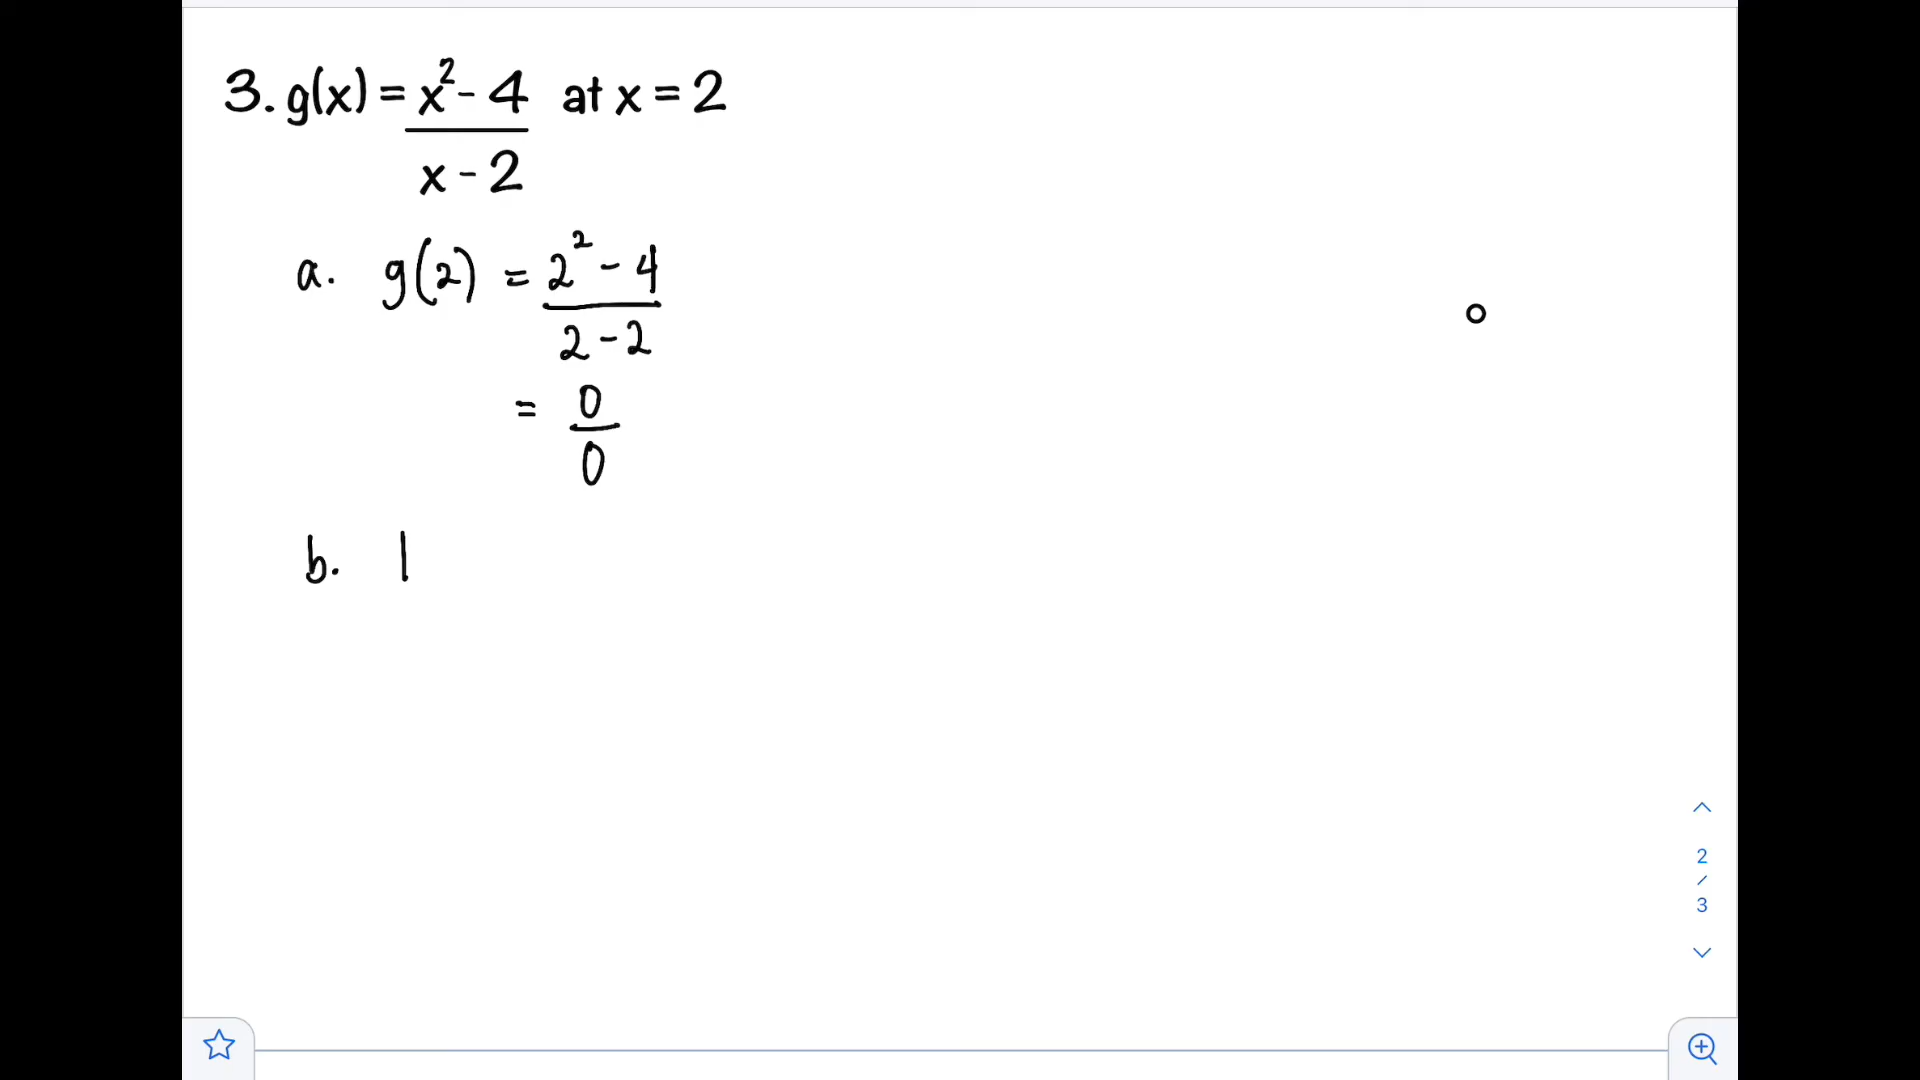 3. g(x) = x² - 4 at x = 2
x - 2
a. g(2) = 2² - 4
2 - 2
= 0
0
b. l
2
/
3